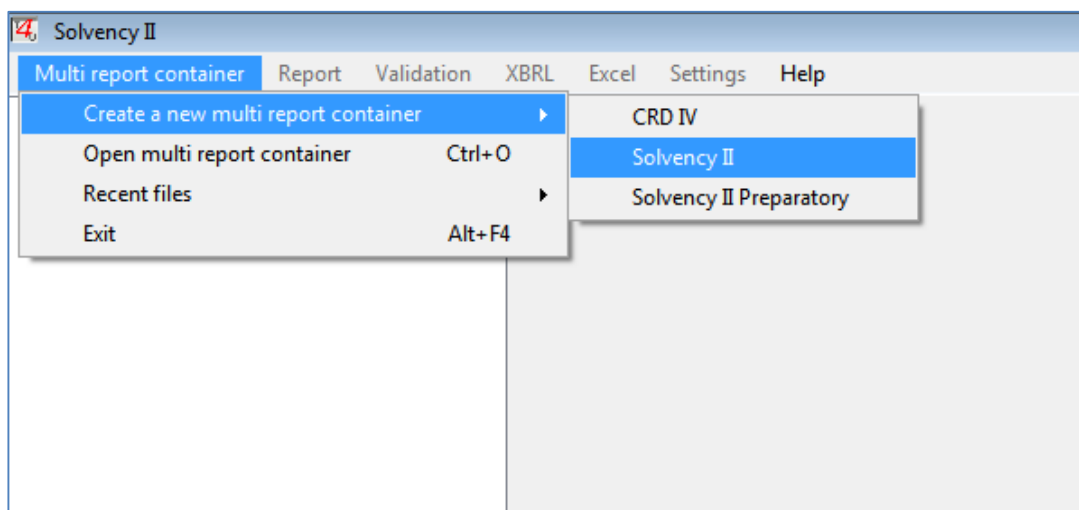 4U Solvency II
Multi report container Report Validation XBRL Excel Settings Help
Create a new multi report container
CRD IV
Open multi report container Ctrl+O
Solvency II
Recent files
Solvency II Preparatory
Exit Alt+F4